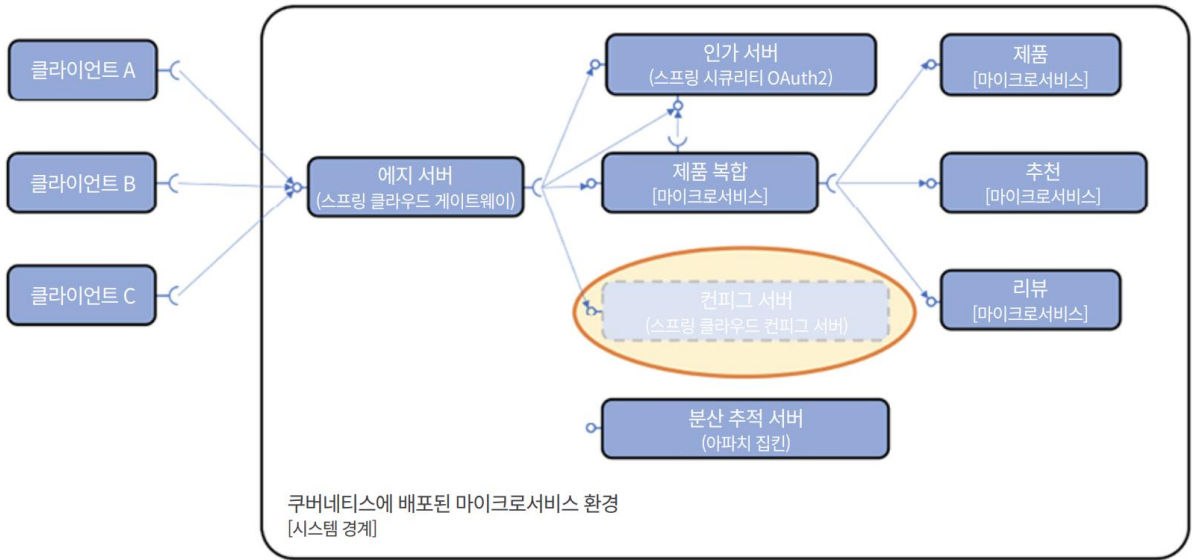 클라이언트 A
클라이언트 B
클라이언트 C
에지 서버
(스프링 클라우드 게이트웨이)
인가 서버
(스프링 시큐리티 OAuth2)
제품 복합
[마이크로서비스]
컨피그 서버
(스프링 클라우드 컨피그 서버)
분산 추적 서버
(아파치 집킨)
제품
[마이크로서비스]
추천
[마이크로서비스]
리뷰
[마이크로서비스]
쿠버네티스에 배포된 마이크로서비스 환경
[시스템 경계]